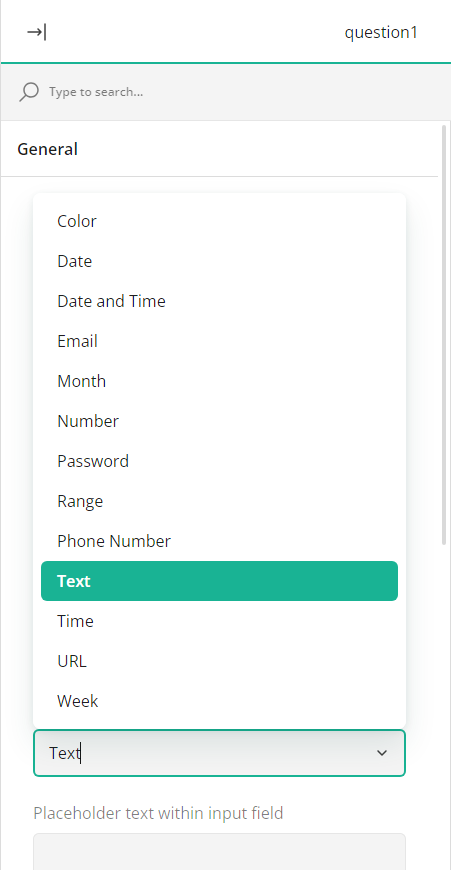 question1
Type to search...
General
Color
Date
Date and Time
Email
Month
Number
Password
Range
Phone Number
Text
Time
URL
Week
Text
Placeholder text within input field